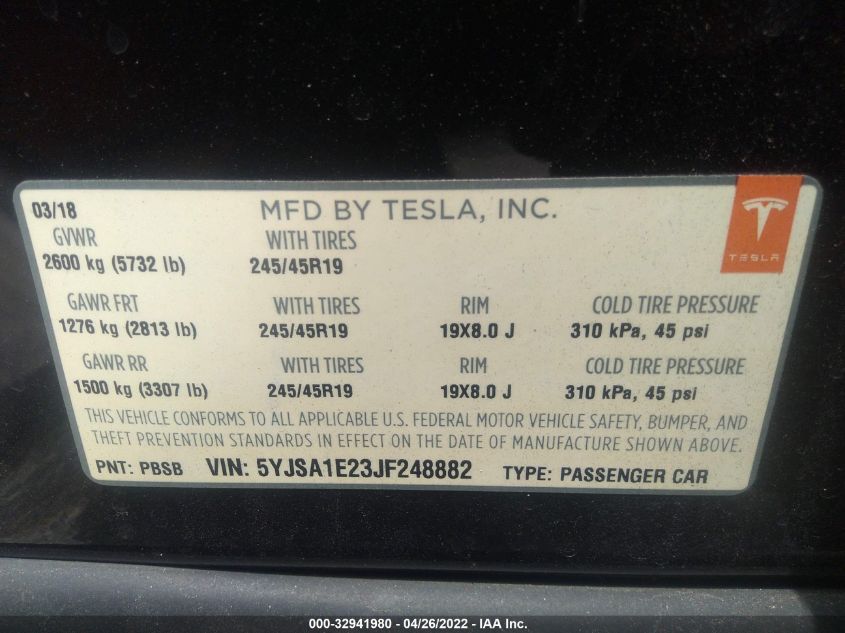 03/18 MFD BY TESLA, INC.
TESLA
GVWR WITH TIRES
2600 kg (5732 lb) 245/45R19
GAWR FRT WITH TIRES RIM COLD TIRE PRESSURE
1276 kg (2813 lb) 245/45R19 19X8.0 J 310 kPa, 45 psi
GAWR RR WITH TIRES RIM COLD TIRE PRESSURE
1500 kg (3307 lb) 245/45R19 19X8.0 J 310 kPa, 45 psi
THIS VEHICLE CONFORMS TO ALL APPLICABLE U.S. FEDERAL MOTOR VEHICLE SAFETY, BUMPER, AND
THEFT PREVENTION STANDARDS IN EFFECT ON THE DATE OF MANUFACTURE SHOWN ABOVE.
PNT: PBSB VIN: 5YJSA1E23JF248882 TYPE: PASSENGER CAR
000-32941980 - 04/26/2022 - IAA Inc.